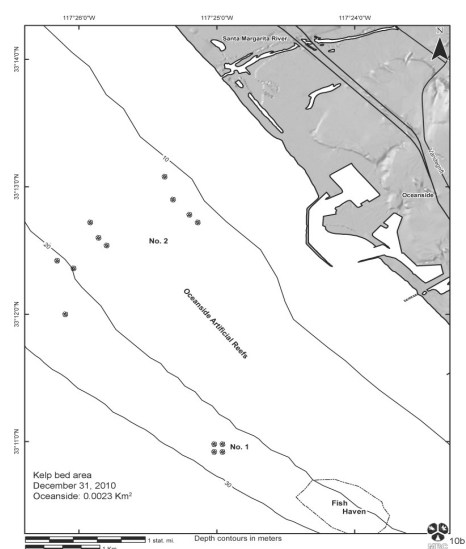 117°26'0"W 117°25'0"W 117°24'0"W
Santa Margarita River
N
33°14'0"N
10
33°13'0"N
Oceanside
No. 2
20
33°12'0"N
Oceanside Artificial Reefs
33°11'0"N
No. 1
Kelp bed area
December 31, 2010
Oceanside: 0.0023 Km²
30
Fish
Haven
1 stat. mi.
Depth contours in meters
1 Km
10b